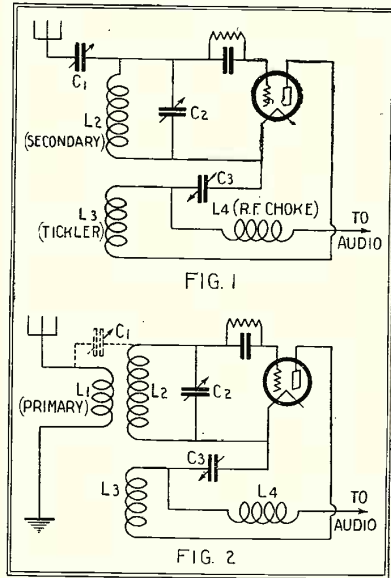 C1
L2
(SECONDARY)
C2
C3
L3
(TICKLER)
L4 (R.F. CHOKE)
TO
AUDIO
FIG. 1
C1
L1
(PRIMARY)
L2
C2
C3
L3
L4
TO
AUDIO
FIG. 2